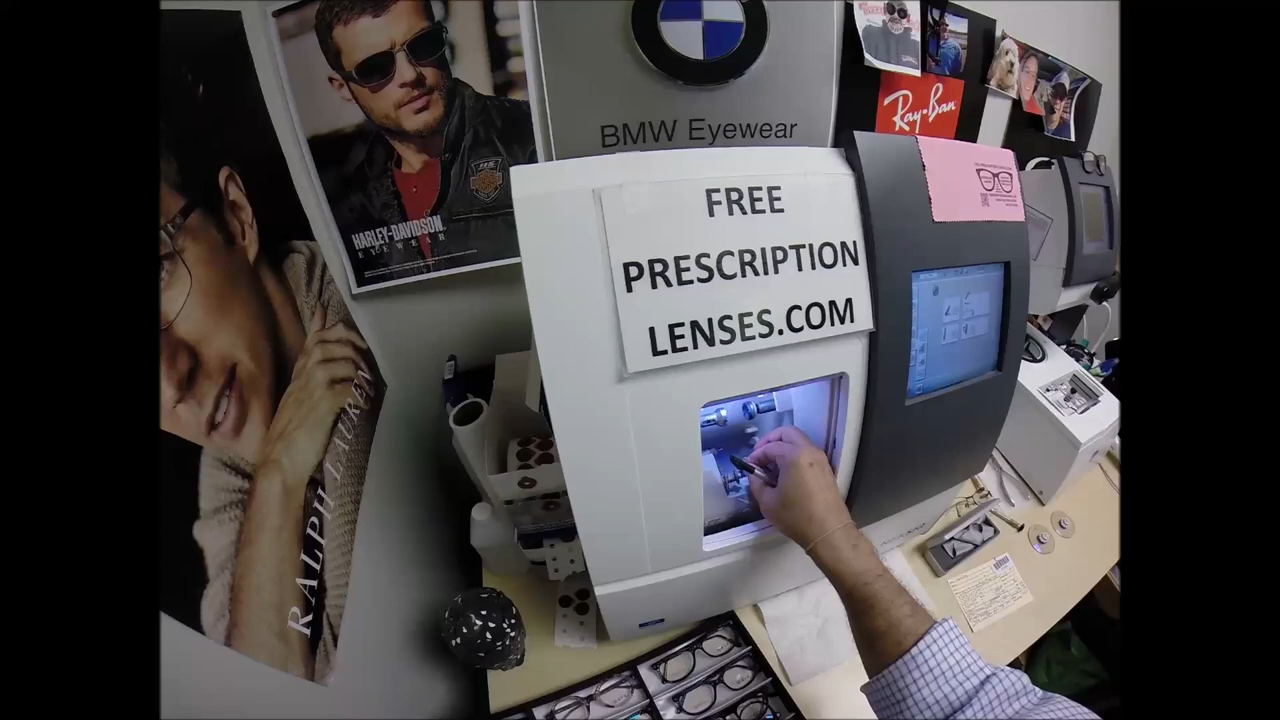 BMW Eyewear
Ray-Ban
FREE
PRESCRIPTION
LENSES.COM
HARLEY-DAVIDSON
EYEWEAR
RALPH LAUREN